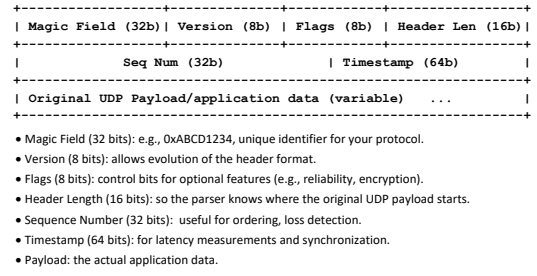 +-------------------+-------------+-----------+----------------+
| Magic Field (32b)| Version (8b) | Flags (8b) | Header Len (16b)|
+-------------------+-------------+-----------+----------------+
| Seq Num (32b) | Timestamp (64b) |
+--------------------------------------------------------------+
| Original UDP Payload/application data (variable) ... |
+--------------------------------------------------------------+
• Magic Field (32 bits): e.g., 0xABCD1234, unique identifier for your protocol.
• Version (8 bits): allows evolution of the header format.
• Flags (8 bits): control bits for optional features (e.g., reliability, encryption).
• Header Length (16 bits): so the parser knows where the original UDP payload starts.
• Sequence Number (32 bits): useful for ordering, loss detection.
• Timestamp (64 bits): for latency measurements and synchronization.
• Payload: the actual application data.